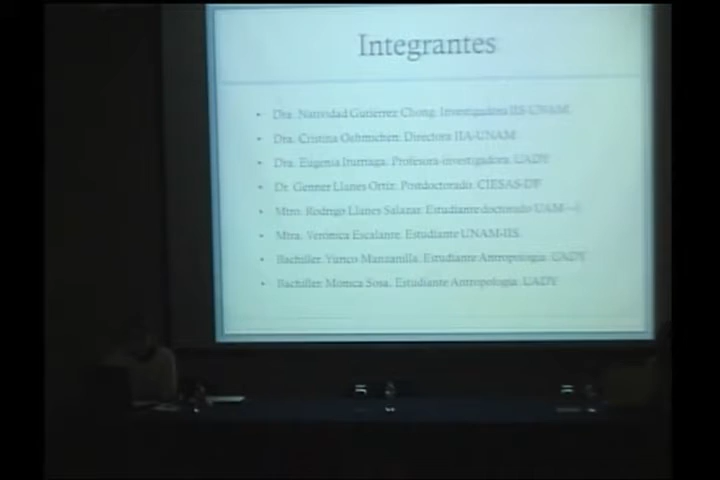 Integrantes
• Dra. Natividad Gutiérrez Chong. Investigadora IIS-UNAM.
• Dra. Cristina Oehmichen. Directora IIA-UNAM
• Dra. Eugenia Iturriaga. Profesora-investigadora. UADY
• Dr. Genner Llanes Ortiz. Postdoctorado. CIESAS-DF
• Mtro. Rodrigo Llanes Salazar. Estudiante doctorado UAM-I
• Mtra. Verónica Escalante. Estudiante UNAM-IIS.
• Bachiller. Manzanilla. Estudiante Antropología. UADY
• Bachiller. Mónica Sosa. Estudiante Antropología. UADY